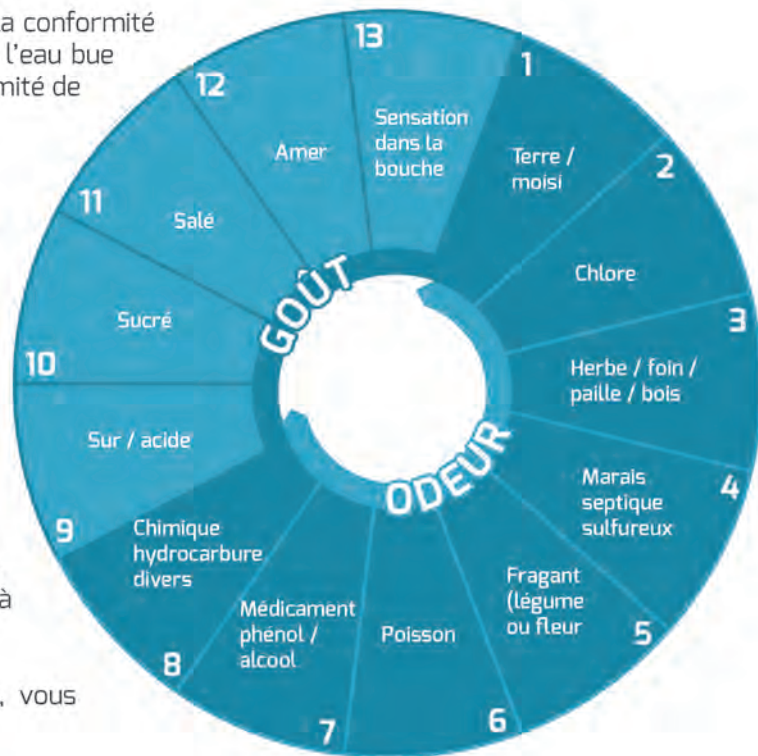 a conformité
l'eau bue
mité de
à
, vous
13
Sensation
dans la
bouche
1
Terre /
moisi
2
Chlore
3
Herbe / foin /
paille / bois
4
Marais
septique
sulfureux
5
Fragant
(légume
ou fleur
6
Poisson
7
Médicament
phénol /
alcool
8
Chimique
hydrocarbure
divers
9
Sur / acide
10
Sucré
11
Salé
12
Amer
GOÛT
ODEUR